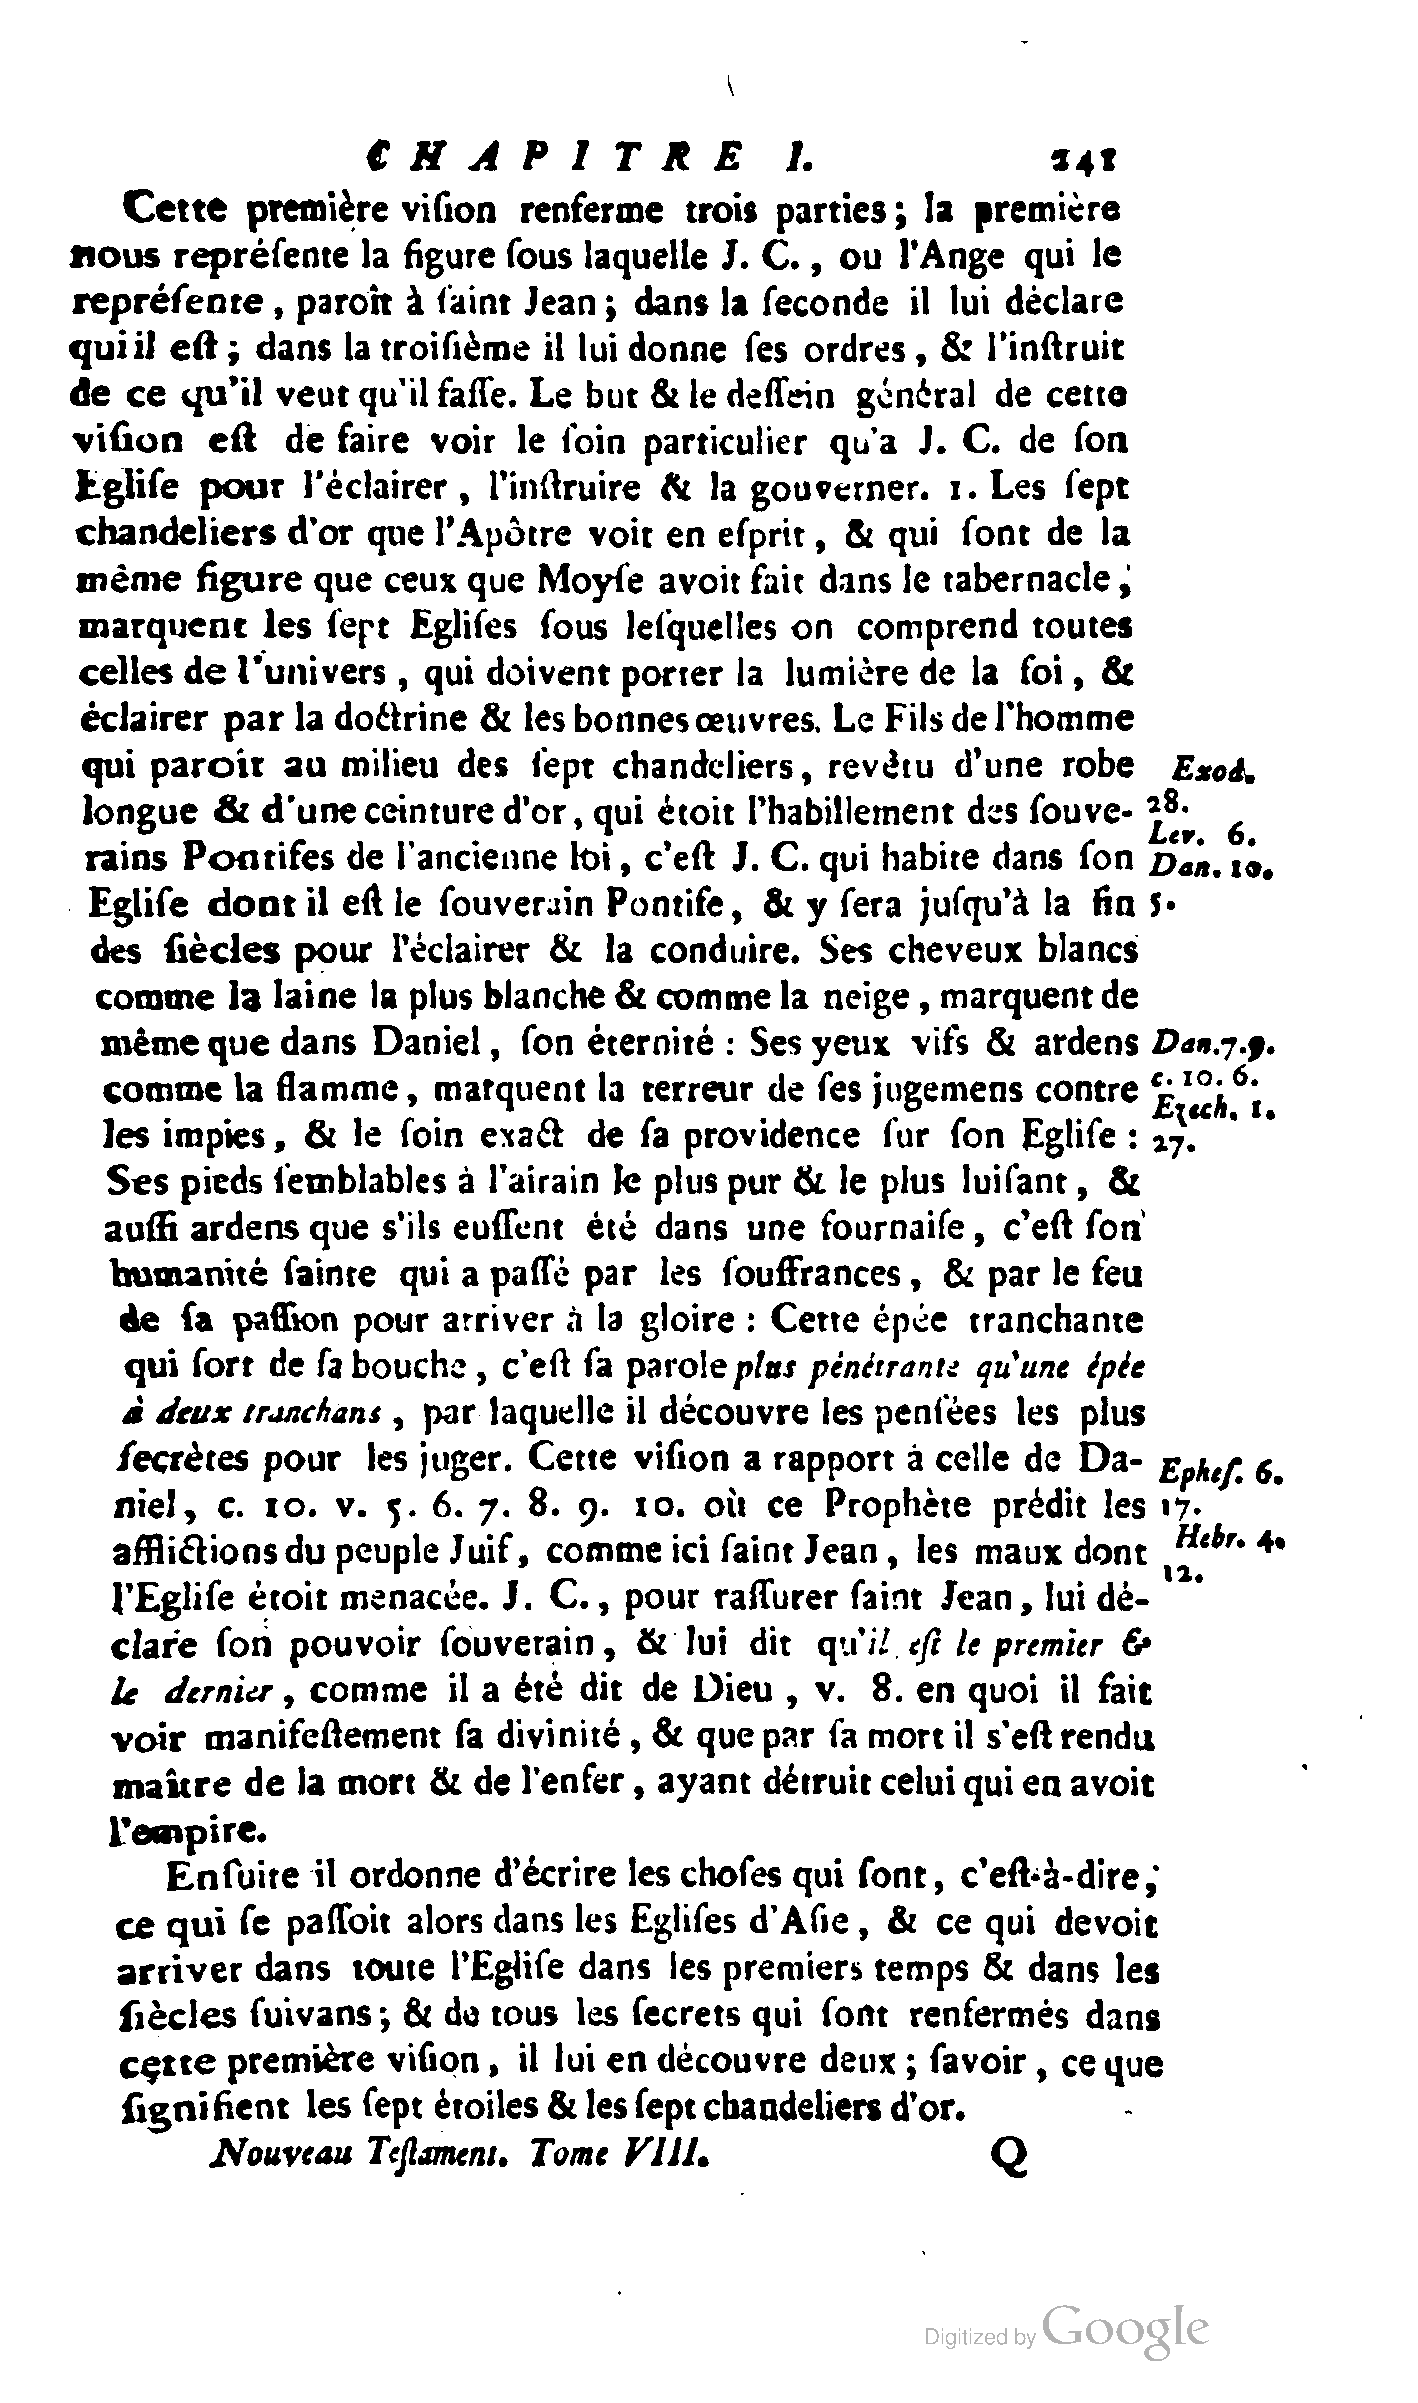 CHAPITRE I. 241
Cette première viſion renferme trois parties ; la première
nous repréſente la figure ſous laquelle J. C. , ou l'Ange qui le
repréſente , paroît à ſaint Jean ; dans la ſeconde il lui déclare
qui il eſt ; dans la troiſième il lui donne ſes ordres , & l'inſtruit
de ce qu'il veut qu'il faſſe. Le but & le deſſein général de cette
viſion eſt de faire voir le ſoin particulier qu'a J. C. de ſon
Egliſe pour l'éclairer , l'inſtruire & la gouverner. 1. Les ſept
chandeliers d'or que l'Apôtre voit en eſprit , & qui ſont de la
même figure que ceux que Moyſe avoit fait dans le tabernacle ,
marquent les ſept Egliſes ſous leſquelles on comprend toutes
celles de l'univers , qui doivent porter la lumière de la foi , &
éclairer par la doctrine & les bonnes œuvres. Le Fils de l'homme
qui paroît au milieu des ſept chandeliers , revêtu d'une robe
longue & d'une ceinture d'or , qui étoit l'habillement des ſouve-
rains Pontifes de l'ancienne loi , c'eſt J. C. qui habite dans ſon
Egliſe dont il eſt le ſouverain Pontife , & y ſera juſqu'à la fin
des ſiècles pour l'éclairer & la conduire. Ses cheveux blancs
comme la laine la plus blanche & comme la neige , marquent de
même que dans Daniel , ſon éternité : Ses yeux vifs & ardens
comme la flamme , marquent la terreur de ſes jugemens contre
les impies , & le ſoin exact de ſa providence ſur ſon Egliſe :
Ses pieds ſemblables à l'airain le plus pur & le plus luiſant , &
auſſi ardens que s'ils euſſent été dans une fournaiſe , c'eſt ſon
humanité ſainte qui a paſſé par les ſouffrances , & par le feu
de ſa paſſion pour arriver à la gloire : Cette épée tranchante
qui ſort de ſa bouche , c'eſt ſa parole plus pénétrante qu'une épée
à deux tranchans , par laquelle il découvre les penſées les plus
ſecrètes pour les juger. Cette viſion a rapport à celle de Da-
niel , c. 10. v. 5. 6. 7. 8. 9. 10. où ce Prophète prédit les
afflictions du peuple Juif , comme ici ſaint Jean , les maux dont
l'Egliſe étoit menacée. J. C. , pour raſſurer ſaint Jean , lui dé-
clare ſon pouvoir ſouverain , & lui dit qu'il eſt le premier &
le dernier , comme il a été dit de Dieu , v. 8. en quoi il fait
voir manifeſtement ſa divinité , & que par ſa mort il s'eſt rendu
maître de la mort & de l'enfer , ayant détruit celui qui en avoit
l'empire.
Enſuite il ordonne d'écrire les choſes qui ſont , c'eſt-à-dire ,
ce qui ſe paſſoit alors dans les Egliſes d'Aſie , & ce qui devoit
arriver dans toute l'Egliſe dans les premiers temps & dans les
ſiècles ſuivans ; & de tous les ſecrets qui ſont renfermés dans
cette première viſion , il lui en découvre deux ; ſavoir , ce que
ſignifient les ſept étoiles & les ſept chandeliers d'or.
Nouveau Teſtament. Tome VIII. Q
Exod.
28.
Lev. 6.
Dan. 10.
5.
Dan. 7. 9.
c. 10. 6.
Ezech. 1.
27.
Epheſ. 6.
17.
Hebr. 4.
12.
Digitized by Google